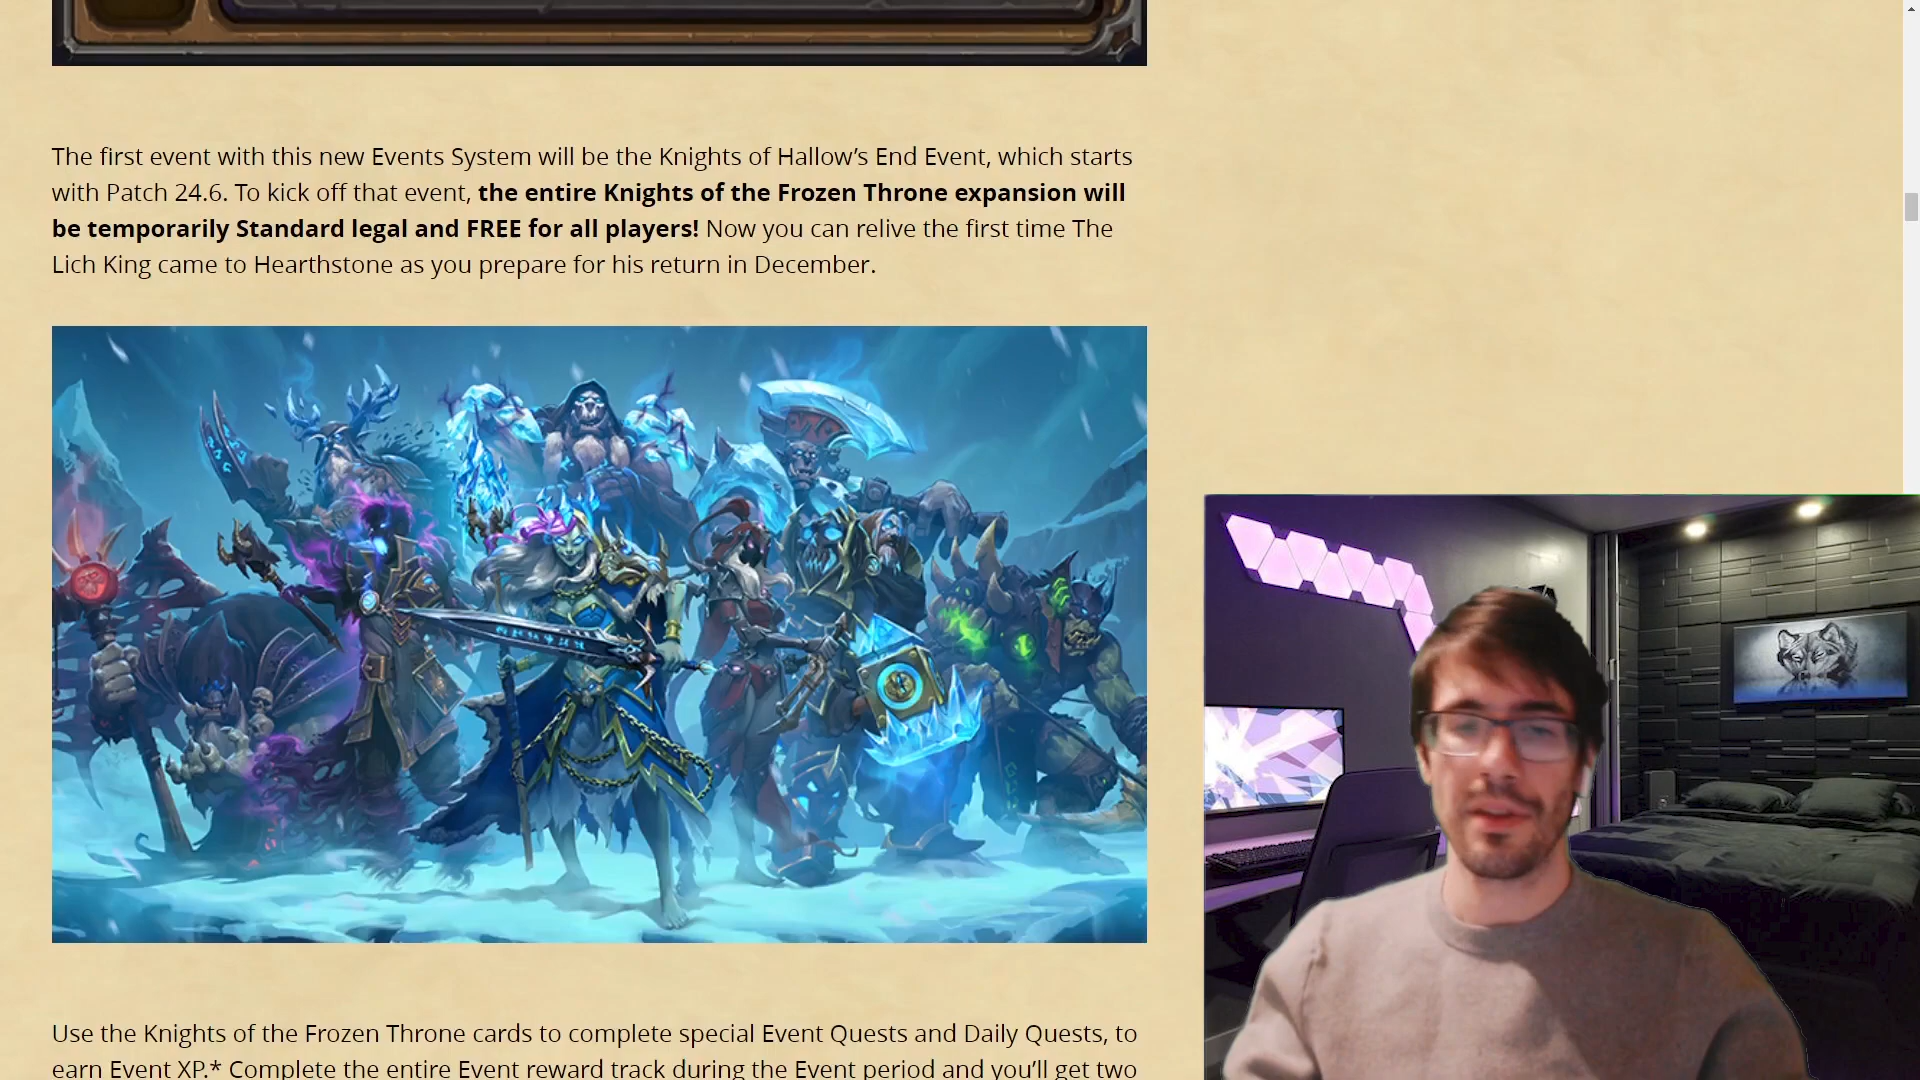 The first event with this new Events System will be the Knights of Hallow’s End Event, which starts
with Patch 24.6. To kick off that event, the entire Knights of the Frozen Throne expansion will
be temporarily Standard legal and FREE for all players! Now you can relive the first time The
Lich King came to Hearthstone as you prepare for his return in December.
Use the Knights of the Frozen Throne cards to complete special Event Quests and Daily Quests, to
earn Event XP.* Complete the entire Event reward track during the Event period and you’ll get two